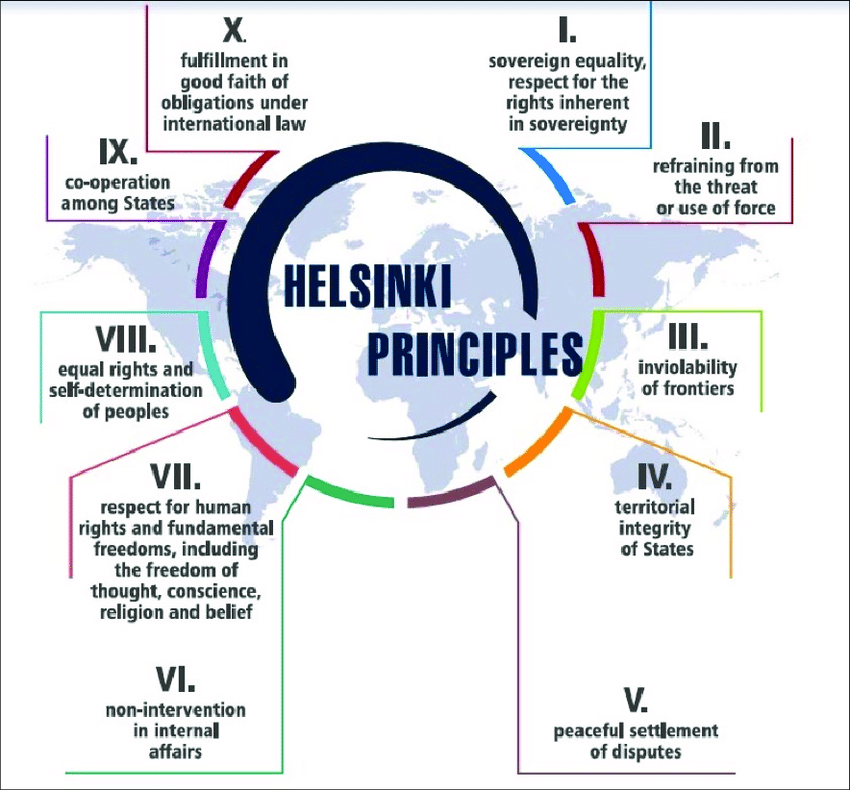 HELSINKI
PRINCIPLES
I.
sovereign equality,
respect for the
rights inherent
in sovereignty
II.
refraining from
the threat
or use of force
III.
inviolability
of frontiers
IV.
territorial
integrity
of States
V.
peaceful settlement
of disputes
VI.
non-intervention
in internal
affairs
VII.
respect for human
rights and fundamental
freedoms, including
the freedom of
thought, conscience,
religion and belief
VIII.
equal rights and
self-determination
of peoples
IX.
co-operation
among States
X.
fulfillment in
good faith of
obligations under
international law